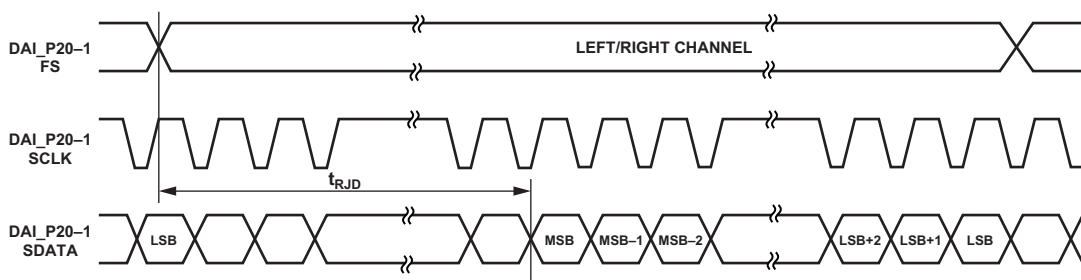 DAI_P20–1
FS
LEFT/RIGHT CHANNEL
DAI_P20–1
SCLK
tRJD
DAI_P20–1
SDATA
LSB
MSB
MSB–1
MSB–2
LSB+2
LSB+1
LSB